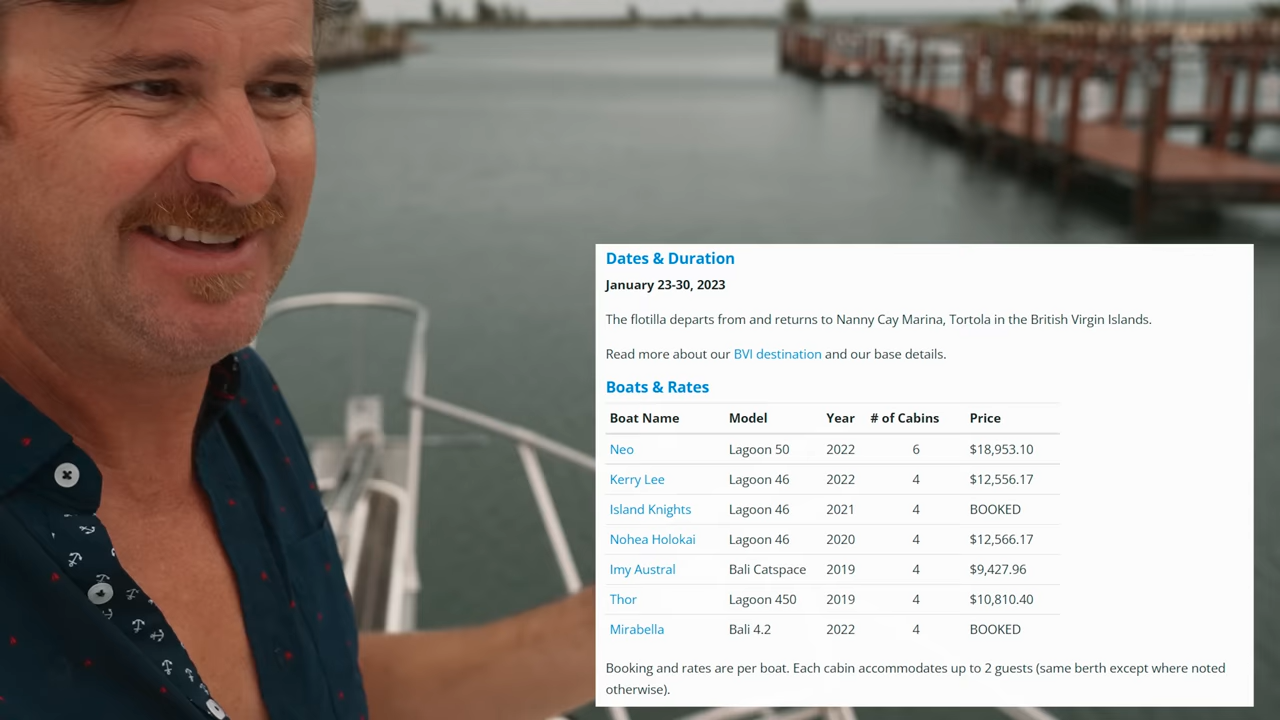 Dates & Duration
January 23-30, 2023
The flotilla departs from and returns to Nanny Cay Marina, Tortola in the British Virgin Islands.
Read more about our BVI destination and our base details.
Boats & Rates
Boat Name Model Year # of Cabins Price
Neo Lagoon 50 2022 6 $18,953.10
Kerry Lee Lagoon 46 2022 4 $12,556.17
Island Knights Lagoon 46 2021 4 BOOKED
Nohea Holokai Lagoon 46 2020 4 $12,566.17
Imy Austral Bali Catspace 2019 4 $9,427.96
Thor Lagoon 450 2019 4 $10,810.40
Mirabella Bali 4.2 2022 4 BOOKED
Booking and rates are per boat. Each cabin accommodates up to 2 guests (same berth except where noted
otherwise).